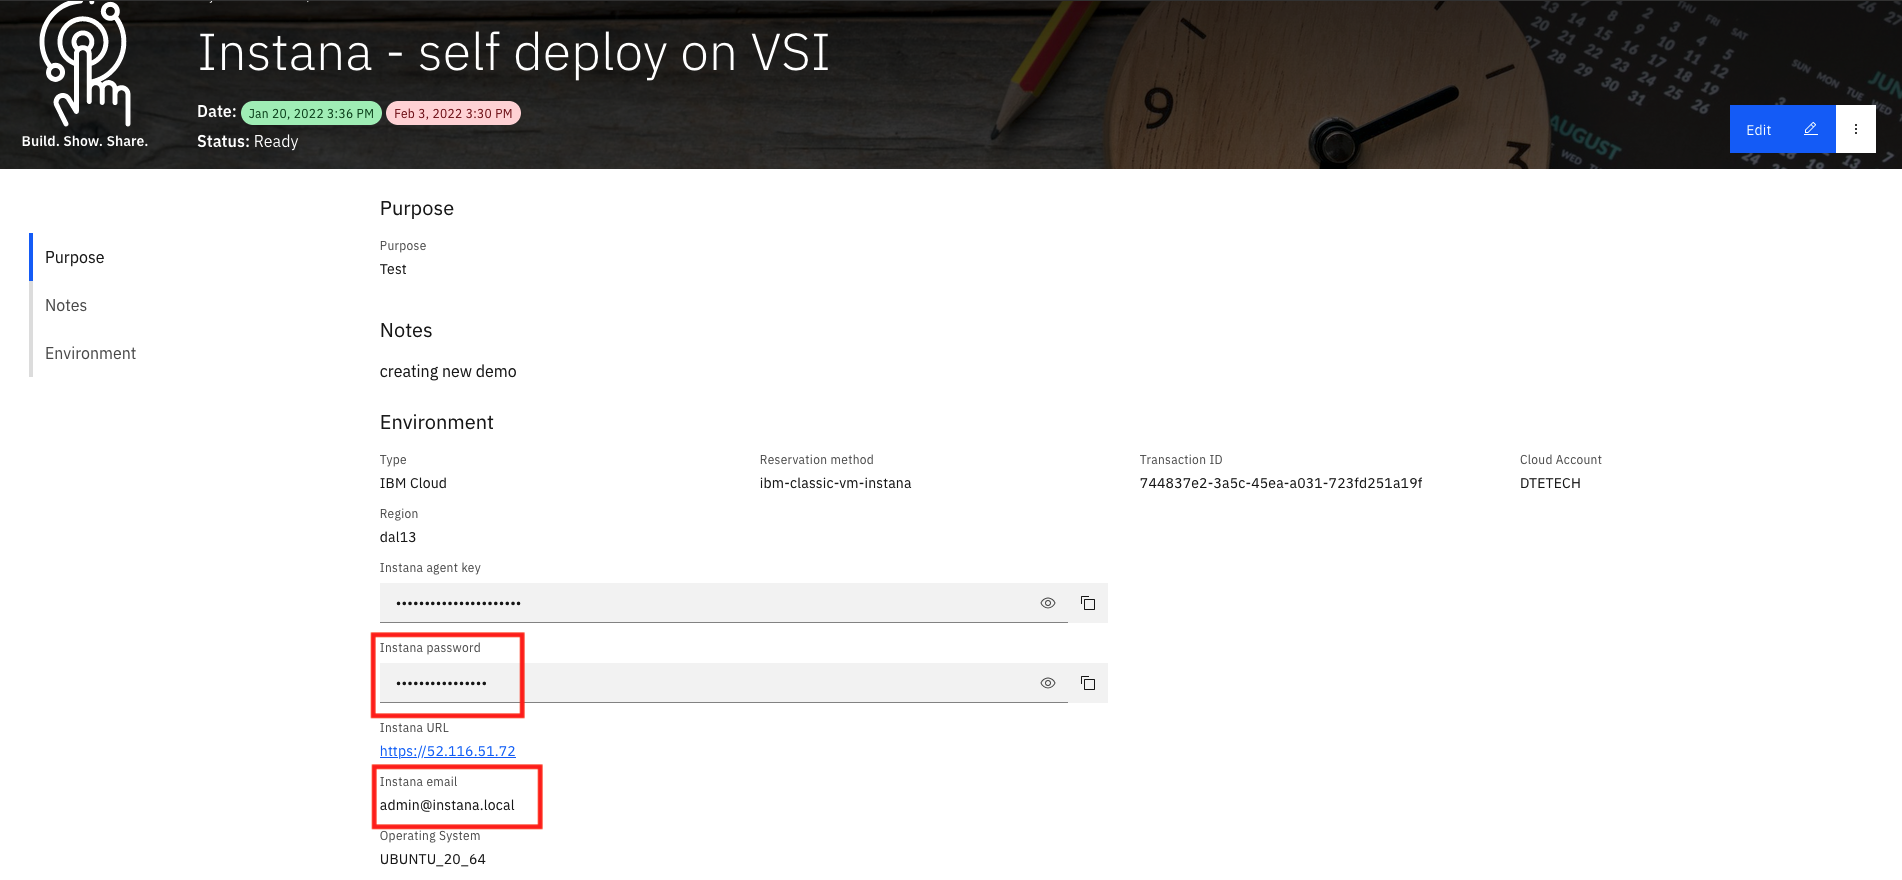 Instana - self deploy on VSI
Date: Jan 20, 2022 3:36 PM Feb 3, 2022 3:30 PM
Status: Ready
Build. Show. Share.
Edit
9
3
AUGUST
Purpose
Notes
Environment
Purpose
Purpose
Test
Notes
creating new demo
Environment
Type Reservation method Transaction ID Cloud Account
IBM Cloud ibm-classic-vm-instana 744837e2-3a5c-45ea-a031-723fd251a19f DTETECH
Region
dal13
Instana agent key
••••••••••••••••••••••
Instana password
••••••••••••••••
Instana URL
https://52.116.51.72
Instana email
admin@instana.local
Operating System
UBUNTU_20_64